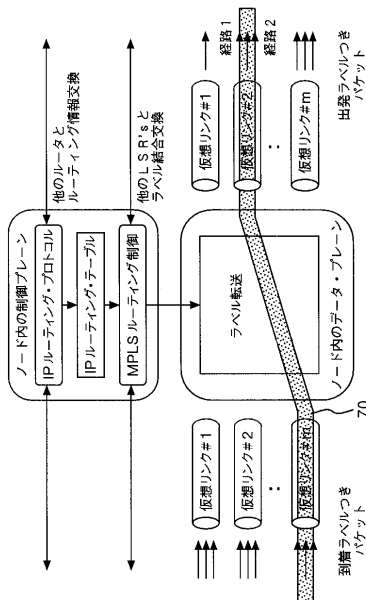 ノード内の制御プレーン
IPルーティング・プロトコル
IPルーティング・テーブル
MPLSルーティング制御
他のルータと
ルーティング情報交換
他のLSR'sと
ラベル結合交換
仮想リンク#1
仮想リンク#2
:
仮想リンク#m
到着ラベルつき
パケット
ラベル転送
ノード内のデータ・プレーン
70
経路1
経路2
仮想リンク#1
仮想リンク#2
:
仮想リンク#m
出発ラベルつき
パケット